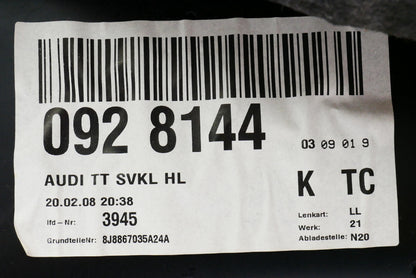 092 8144
03 09 01 9
AUDI TT SVKL HL
K TC
20.02.08 20:38
lfd-Nr: 3945
GrundteileNr: 8J8867035A24A
Lenkart: LL
Werk: 21
Abladestelle: N20